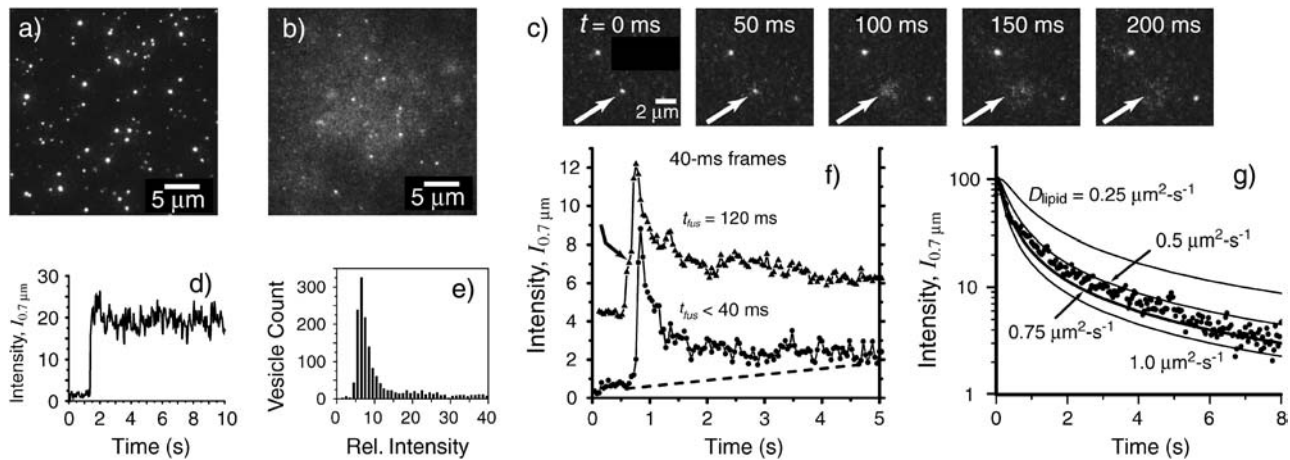 a)
5 μm
b)
5 μm
c)
t = 0 ms
50 ms
100 ms
150 ms
200 ms
2 μm
d)
Intensity, I0.7 μm
30
20
10
0
0 2 4 6 8 10
Time (s)
e)
Vesicle Count
300
200
100
0
0 10 20 30 40
Rel. Intensity
f)
40-ms frames
Intensity, I0.7 μm
12
10
8
6
4
2
0
tfus = 120 ms
tfus < 40 ms
0 1 2 3 4 5
Time (s)
g)
Intensity, I0.7 μm
100
10
1
Dlipid = 0.25 μm²-s⁻¹
0.5 μm²-s⁻¹
0.75 μm²-s⁻¹
1.0 μm²-s⁻¹
0 2 4 6 8
Time (s)